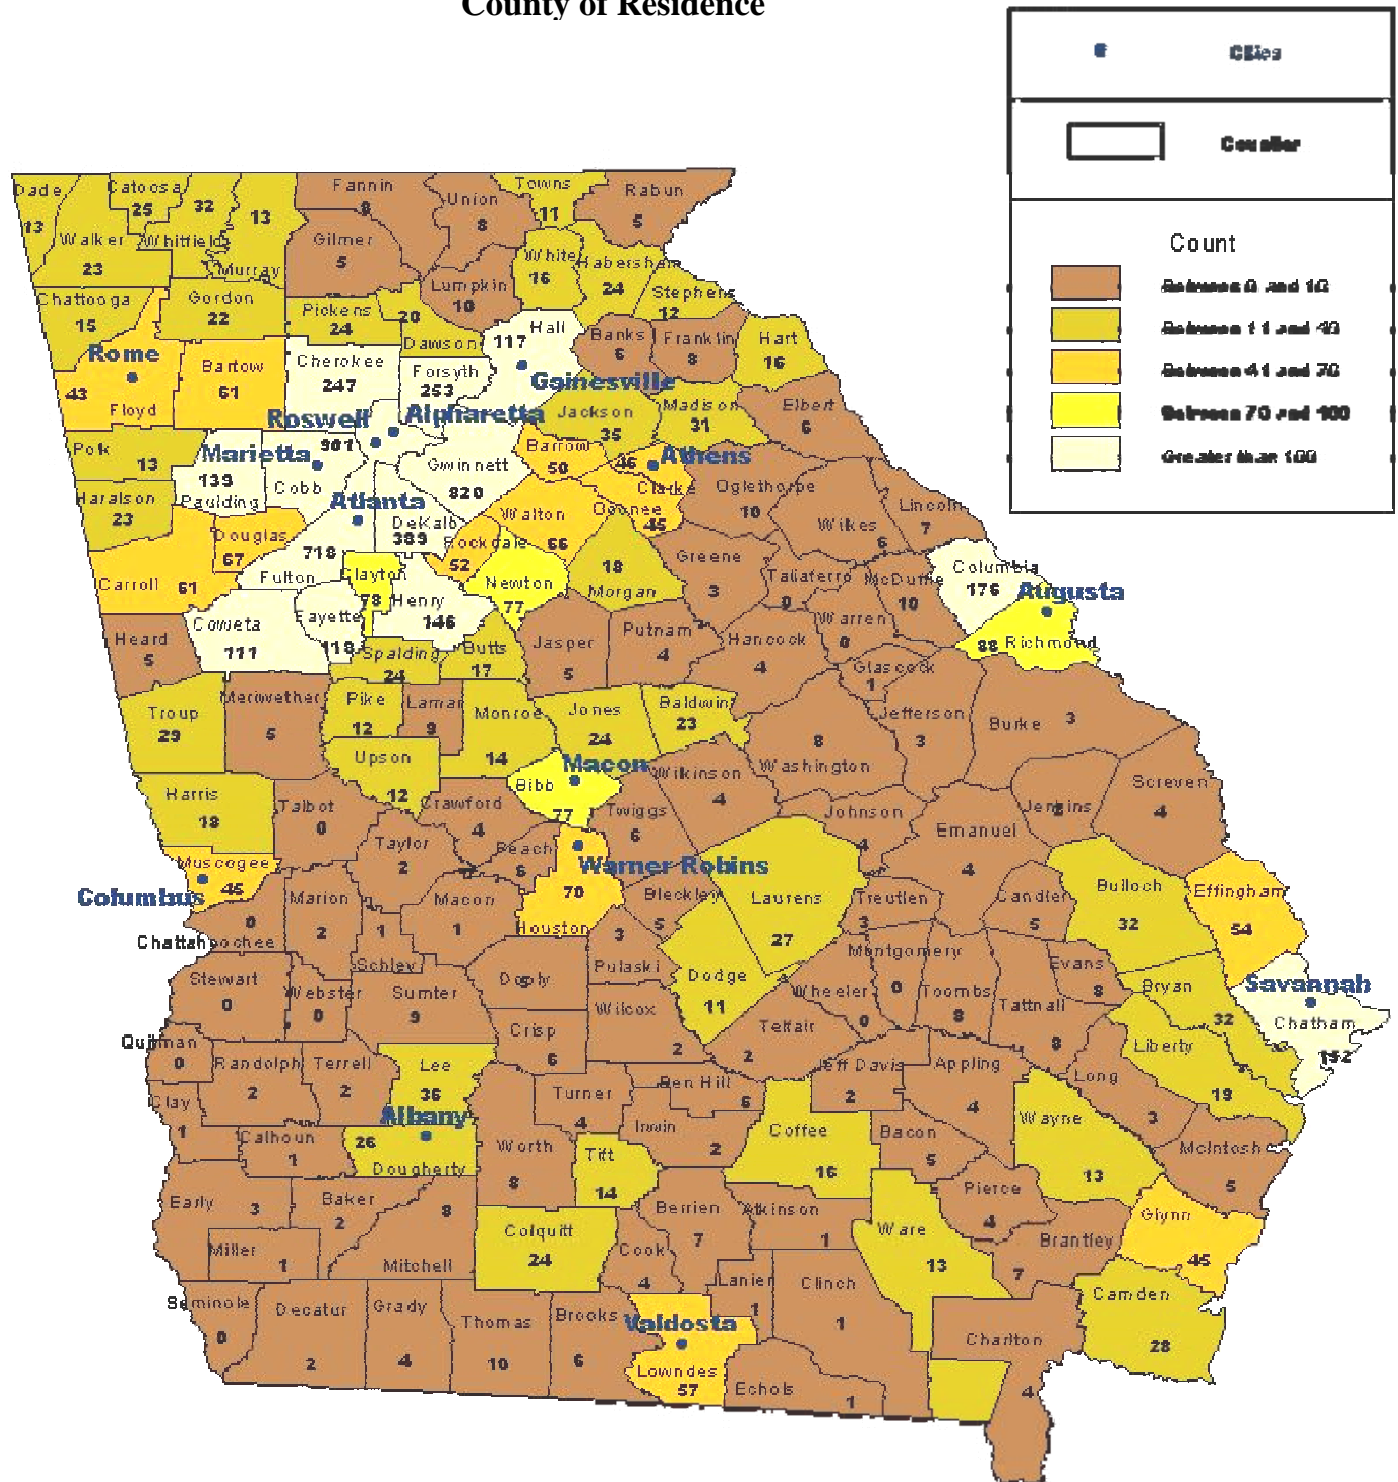 County of Residence
Cities
Counties
Count
Between 0 and 10
Between 11 and 40
Between 41 and 70
Between 70 and 100
Greater than 100
Dade
13
Catoosa
25
32
Whitfield
13
Murray
Fannin
Union
8
Towns
11
Rabun
5
Walker
23
Gilmer
5
White
16
Habersham
24
Stephens
12
Lumpkin
10
Chattooga
15
Gordon
22
Pickens
24
20
Dawson
Hall
117
Banks
6
Franklin
8
Hart
16
Rome
43
Floyd
Bartow
61
Cherokee
247
Forsyth
253
Gainesville
Roswell
Alpharetta
Jackson
35
Madison
31
Elbert
6
Polk
13
Marietta
139
Paulding
901
Cobb
Gwinnett
820
Barrow
50
46
Athens
Clarke
Oglethorpe
10
Wilkes
6
Lincoln
7
Haralson
23
Atlanta
Douglas
67
DeKalb
389
Rockdale
52
Walton
66
Oconee
45
Carroll
61
718
Fulton
Clayton
78
Henry
146
Newton
77
18
Morgan
Greene
3
Taliaferro
0
McDuffie
10
Columbia
176
Augusta
88
Richmond
Heard
5
Coweta
111
Fayette
118
Spalding
24
Butts
17
Jasper
5
Putnam
4
Hancock
4
Warren
0
Glascock
1
Troup
29
Meriwether
5
Pike
12
Lamar
9
Monroe
14
Jones
24
Baldwin
23
8
Washington
Jefferson
3
Burke
3
Upson
12
Macon
Bibb
77
Wilkinson
4
Screven
4
Harris
18
Talbot
0
Crawford
4
Twiggs
6
Johnson
4
Emanuel
4
Jenkins
Taylor
2
Peach
6
Muscogee
45
Columbus
Warner Robins
70
Houston
Bleckley
5
Laurens
27
Treutlen
3
Candler
5
Bulloch
32
Effingham
54
0
Chattahoochee
Marion
2
1
Schley
Macon
1
3
Pulaski
Dodge
11
Montgomery
0
Evans
8
Stewart
0
Webster
0
Sumter
9
Dooly
Wilcox
2
Wheeler
0
Toombs
8
Tattnall
8
Bryan
32
Savannah
Chatham
152
Quitman
0
Randolph
2
Terrell
2
Lee
36
Crisp
6
Telfair
2
Liberty
19
Clay
1
Albany
Turner
4
Ben Hill
6
Jeff Davis
2
Appling
4
Long
3
Calhoun
1
26
Dougherty
Worth
8
Irwin
2
Tift
14
Coffee
16
Bacon
5
Wayne
13
McIntosh
5
Early
3
Baker
2
8
Mitchell
Colquitt
24
Berrien
7
Atkinson
1
Ware
13
Pierce
4
Brantley
7
Glynn
45
Miller
1
Cook
4
Lanier
1
Clinch
1
Camden
28
Seminole
0
Decatur
2
Grady
4
Thomas
10
Brooks
6
Valdosta
Lowndes
57
Echols
1
Charlton
4